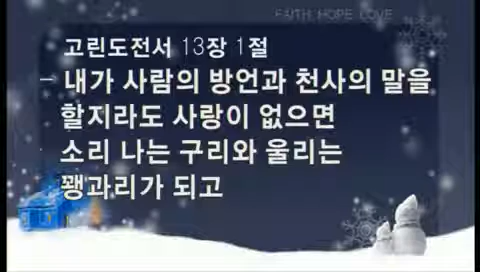 FAITH, HOPE, LOVE
고린도전서 13장 1절
- 내가 사람의 방언과 천사의 말을
할지라도 사랑이 없으면
소리 나는 구리와 울리는
꽹과리가 되고